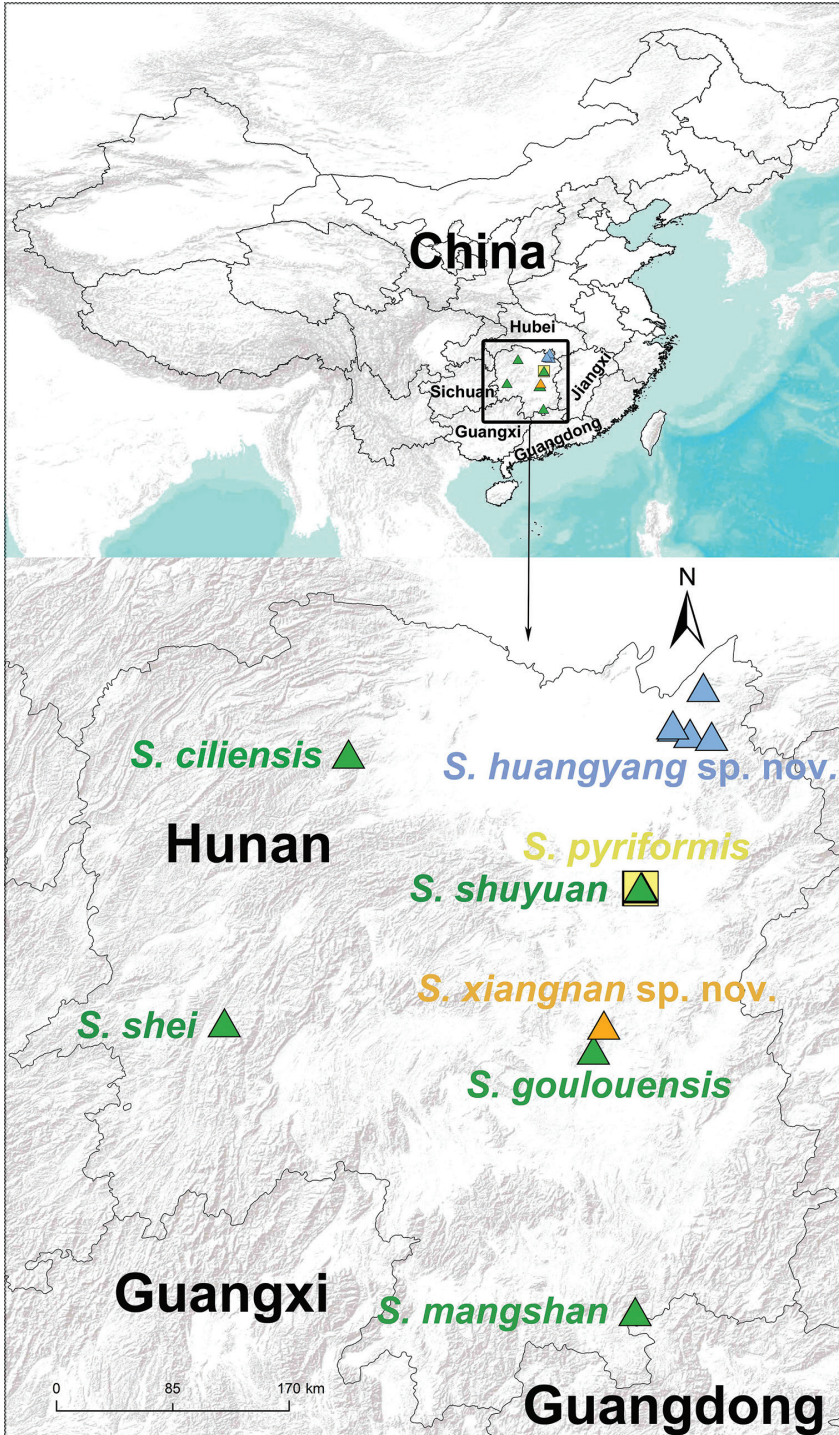 China
Hubei
Sichuan
Jiangxi
Guangxi
Guangdong
N
S. ciliensis
S. huangyang sp. nov.
Hunan
S. pyriformis
S. shuyuan
S. xiangnan sp. nov.
S. shei
S. goulouensis
Guangxi
S. mangshan
0 85 170 km
Guangdong